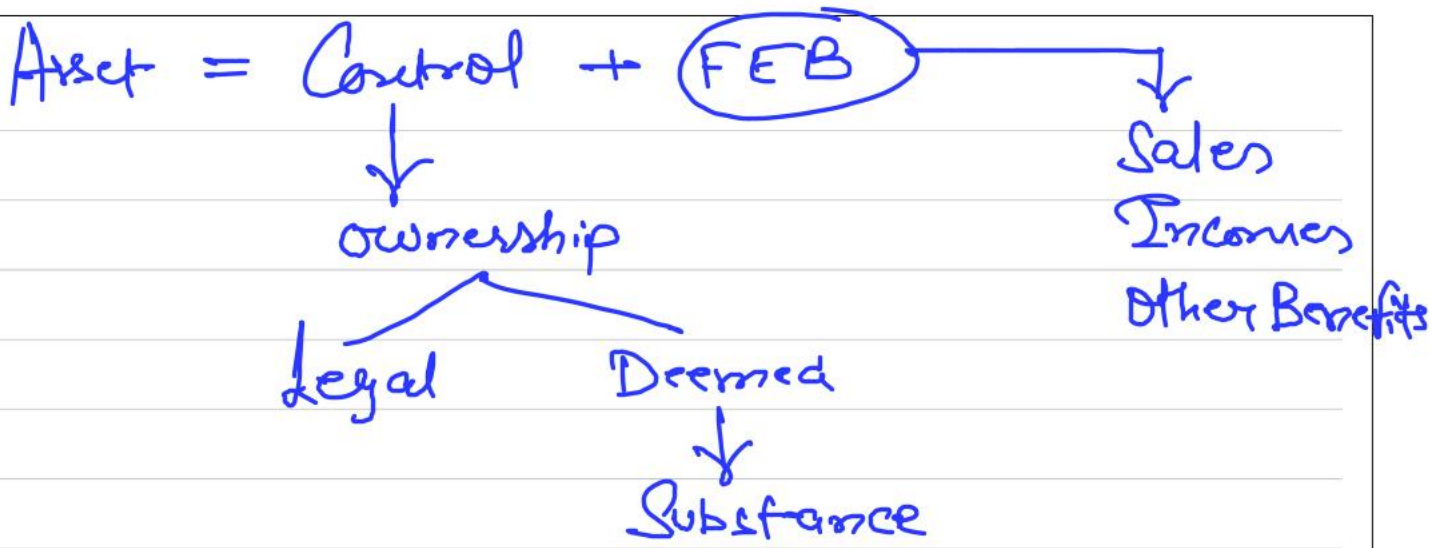 Asset = Control + FEB
Sales
ownership
Incomes
Other Benefits
Legal Deemed
Substance